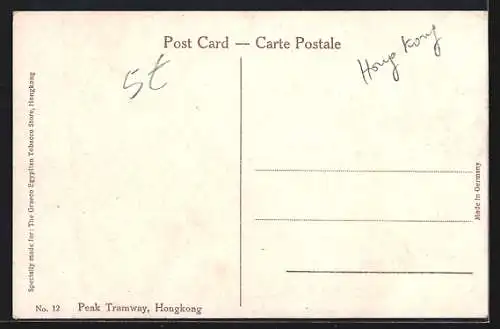 Post Card — Carte Postale
Hong Kong
5t
Specially made for: The Graeco Egyptian Tobacco Store, Hongkong
Made in Germany
No. 12 Peak Tramway, Hongkong